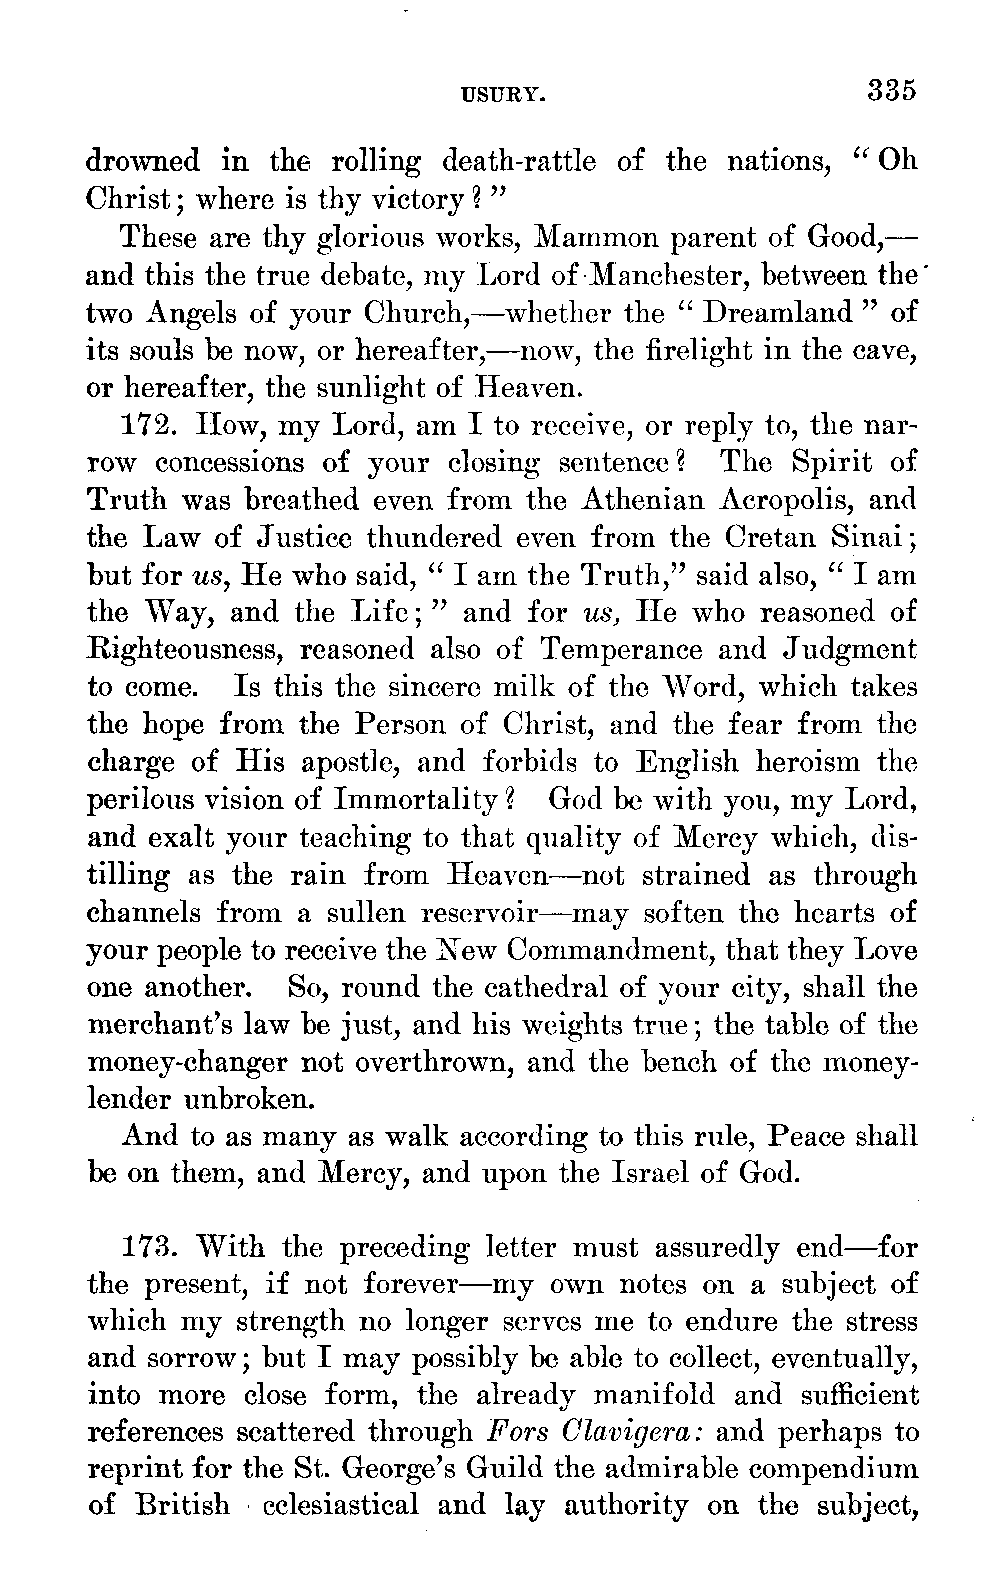 USURY. 335
drowned in the rolling death-rattle of the nations, “ Oh
Christ; where is thy victory ? ”
These are thy glorious works, Mammon parent of Good,—
and this the true debate, my Lord of Manchester, between the
two Angels of your Church,—whether the “ Dreamland ” of
its souls be now, or hereafter,—now, the firelight in the cave,
or hereafter, the sunlight of Heaven.
172. How, my Lord, am I to receive, or reply to, the nar-
row concessions of your closing sentence ? The Spirit of
Truth was breathed even from the Athenian Acropolis, and
the Law of Justice thundered even from the Cretan Sinai;
but for us, He who said, “ I am the Truth,” said also, “ I am
the Way, and the Life; ” and for us, He who reasoned of
Righteousness, reasoned also of Temperance and Judgment
to come. Is this the sincere milk of the Word, which takes
the hope from the Person of Christ, and the fear from the
charge of His apostle, and forbids to English heroism the
perilous vision of Immortality ? God be with you, my Lord,
and exalt your teaching to that quality of Mercy which, dis-
tilling as the rain from Heaven—not strained as through
channels from a sullen reservoir—may soften the hearts of
your people to receive the New Commandment, that they Love
one another. So, round the cathedral of your city, shall the
merchant’s law be just, and his weights true; the table of the
money-changer not overthrown, and the bench of the money-
lender unbroken.
And to as many as walk according to this rule, Peace shall
be on them, and Mercy, and upon the Israel of God.
173. With the preceding letter must assuredly end—for
the present, if not forever—my own notes on a subject of
which my strength no longer serves me to endure the stress
and sorrow; but I may possibly be able to collect, eventually,
into more close form, the already manifold and sufficient
references scattered through Fors Clavigera: and perhaps to
reprint for the St. George’s Guild the admirable compendium
of British ecclesiastical and lay authority on the subject,